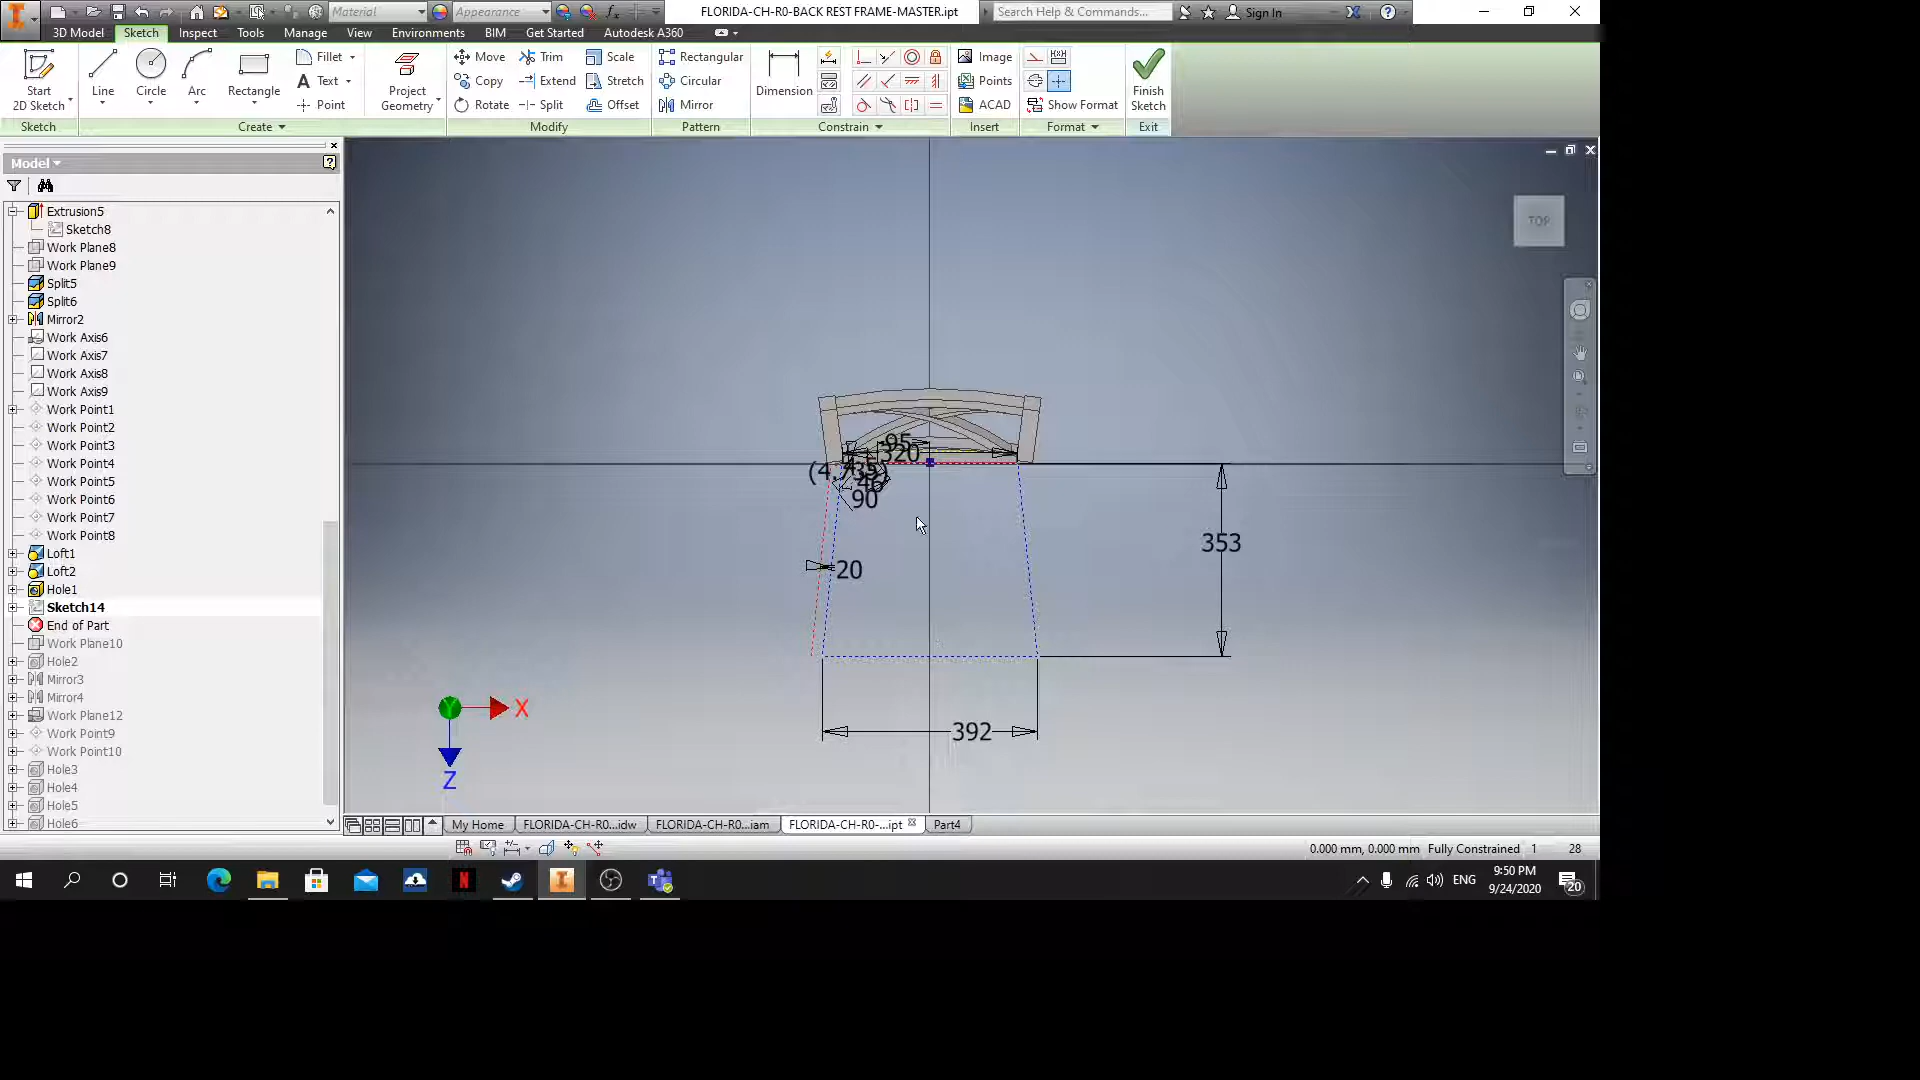 Material
Appearance
FLORIDA-CH-R0-BACK REST FRAME-MASTER.ipt
Search Help & Commands...
Sign In
3D Model
Sketch
Inspect
Tools
Manage
View
Environments
BIM
Get Started
Autodesk A360
Start
2D Sketch
Line
Circle
Arc
Rectangle
Fillet
Text
Point
Project
Geometry
Move
Copy
Rotate
Trim
Extend
Split
Scale
Stretch
Offset
Rectangular
Circular
Mirror
Dimension
Image
Points
ACAD
Show Format
Finish
Sketch
Sketch
Create
Modify
Pattern
Constrain
Insert
Format
Exit
Model
Extrusion5
Sketch8
Work Plane8
Work Plane9
Split5
Split6
Mirror2
Work Axis6
Work Axis7
Work Axis8
Work Axis9
Work Point1
Work Point2
Work Point3
Work Point4
Work Point5
Work Point6
Work Point7
Work Point8
Loft1
Loft2
Hole1
Sketch14
End of Part
Work Plane10
Hole2
Mirror3
Mirror4
Work Plane12
Work Point9
Work Point10
Hole3
Hole4
Hole5
Hole6
TOP
95
320
90
20
353
392
X
Y
Z
My Home
FLORIDA-CH-R0...idw
FLORIDA-CH-R0...iam
FLORIDA-CH-R0-...ipt
Part4
0.000 mm, 0.000 mm Fully Constrained 1 28
ENG
9:50 PM
9/24/2020
20